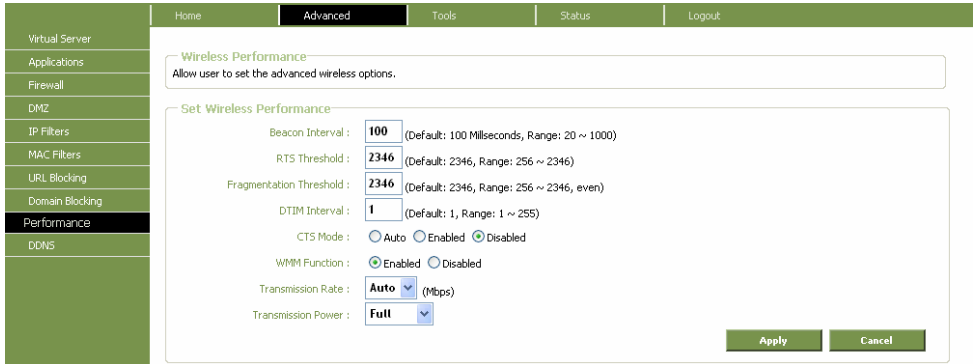 Home Advanced Tools Status Logout
Virtual Server
Applications
Firewall
DMZ
IP Filters
MAC Filters
URL Blocking
Domain Blocking
Performance
DDNS
Wireless Performance
Allow user to set the advanced wireless options.
Set Wireless Performance
Beacon Interval : 100 (Default: 100 Millseconds, Range: 20 ~ 1000)
RTS Threshold : 2346 (Default: 2346, Range: 256 ~ 2346)
Fragmentation Threshold : 2346 (Default: 2346, Range: 256 ~ 2346, even)
DTIM Interval : 1 (Default: 1, Range: 1 ~ 255)
CTS Mode : Auto Enabled Disabled
WMM Function : Enabled Disabled
Transmission Rate : Auto (Mbps)
Transmission Power : Full
Apply Cancel